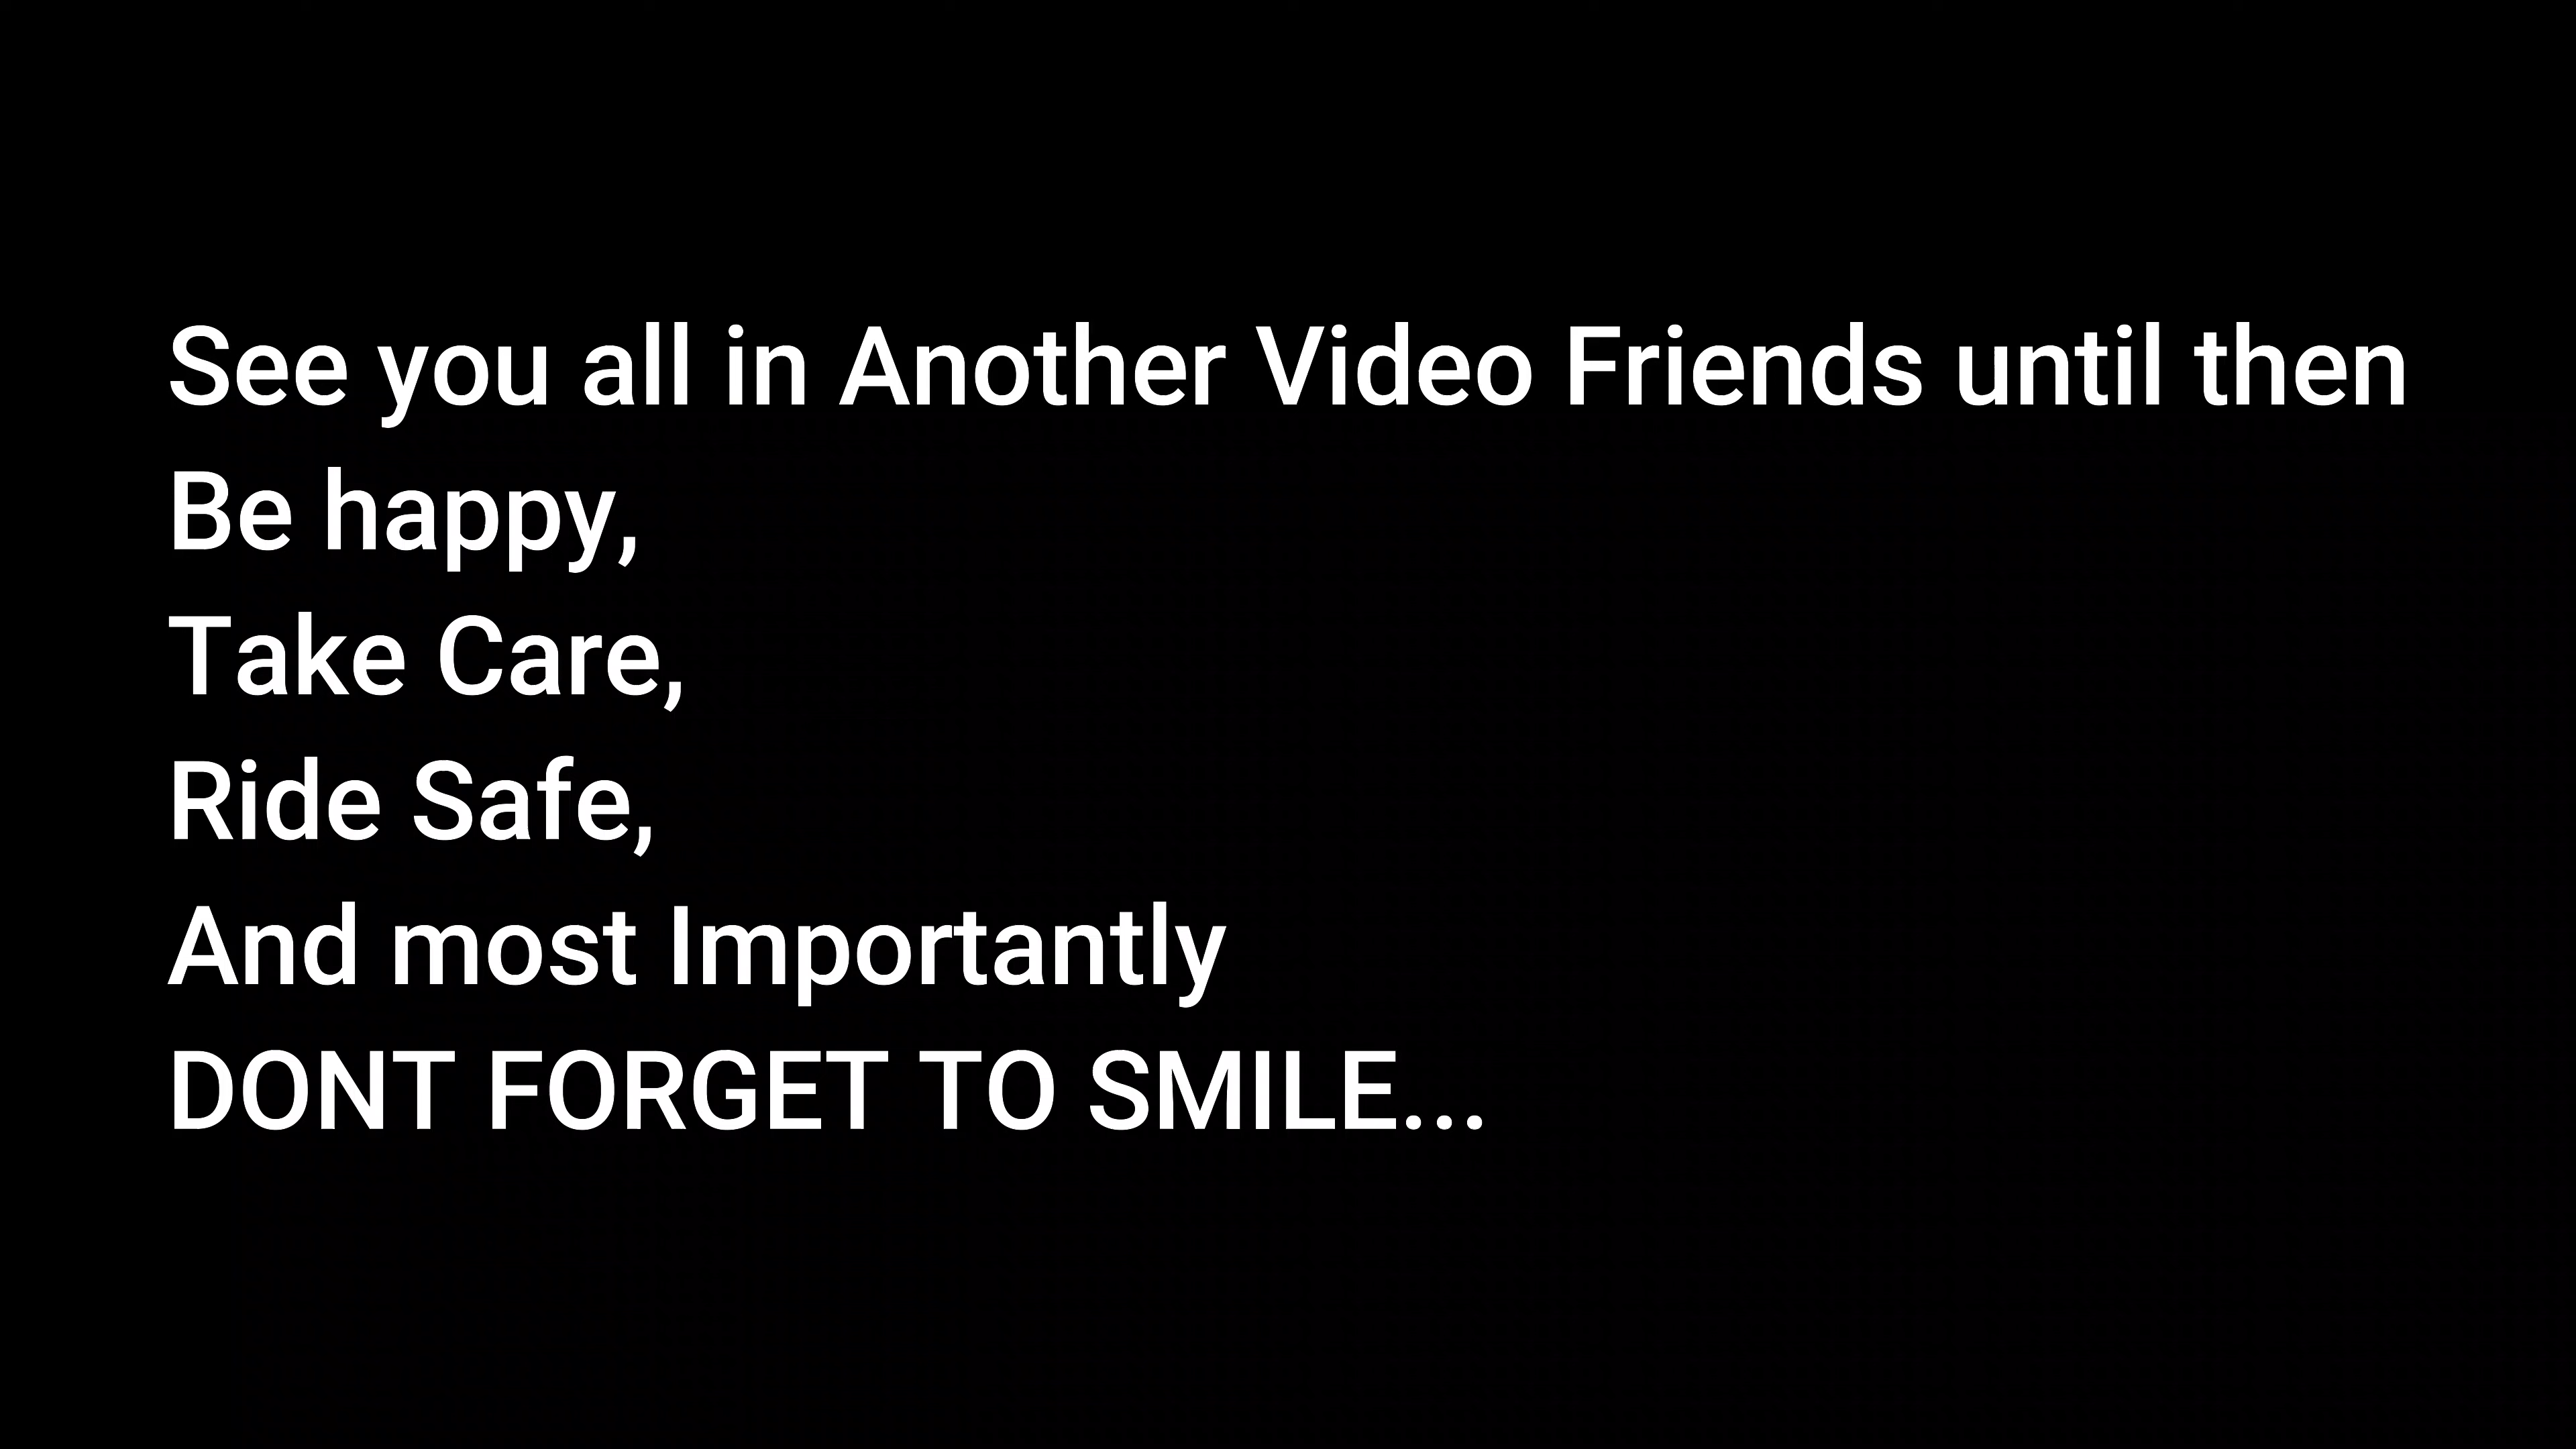 See you all in Another Video Friends until then
Be happy,
Take Care,
Ride Safe,
And most Importantly
DONT FORGET TO SMILE...